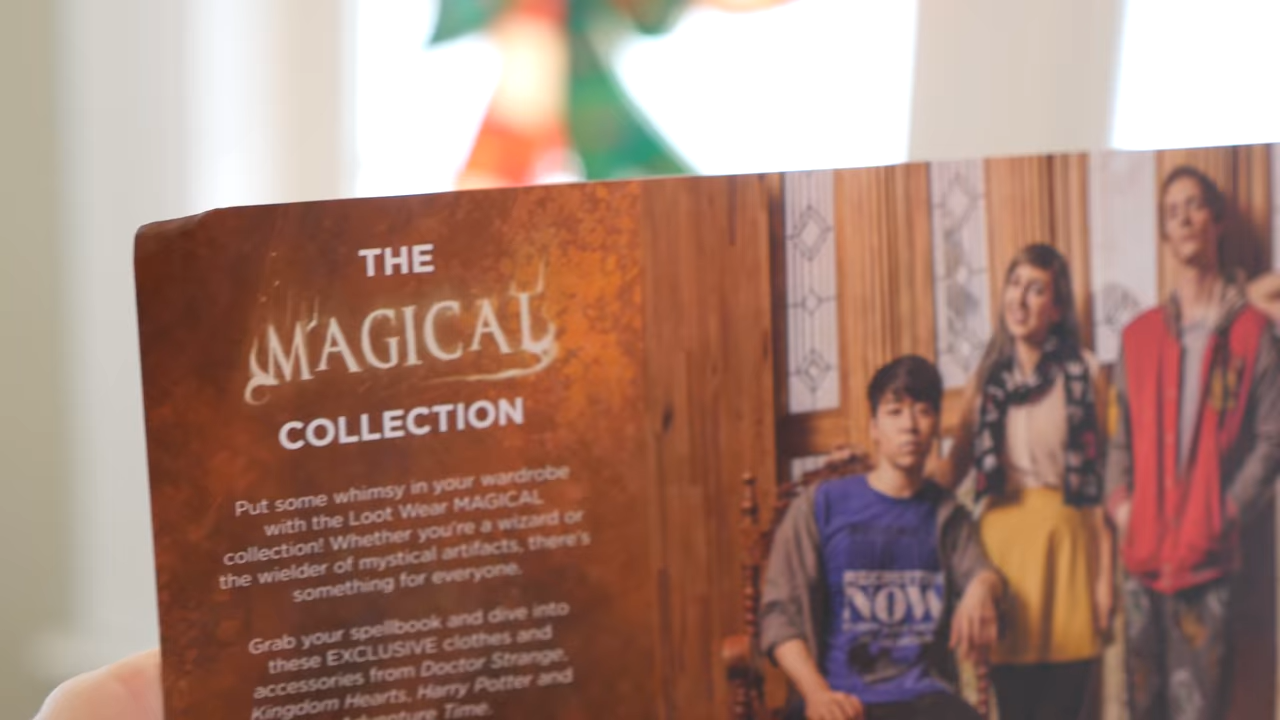 THE
MAGICAL
COLLECTION
Put some whimsy in your wardrobe
with the Loot Wear MAGICAL
collection! Whether you're a wizard or
the wielder of mystical artifacts, there's
something for everyone.
Grab your spellbook and dive into
these EXCLUSIVE clothes and
accessories from Doctor Strange,
Kingdom Hearts, Harry Potter and
Adventure Time.
NOW